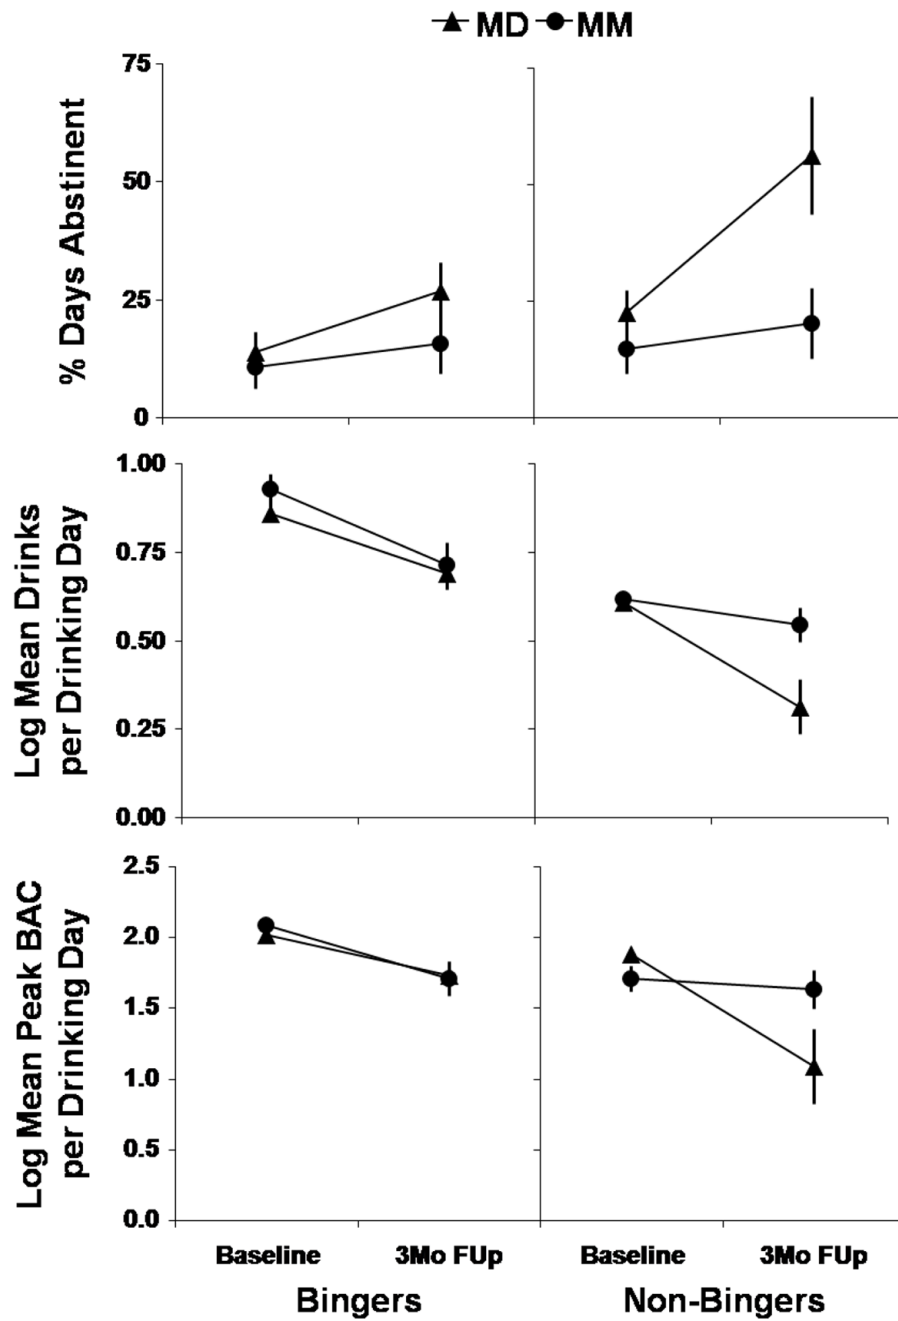 MD MM
% Days Abstinent
75
50
25
0
Log Mean Drinks
per Drinking Day
1.00
0.75
0.50
0.25
0.00
Log Mean Peak BAC
per Drinking Day
2.5
2.0
1.5
1.0
0.5
0.0
Baseline 3Mo FUp Baseline 3Mo FUp
Bingers Non-Bingers